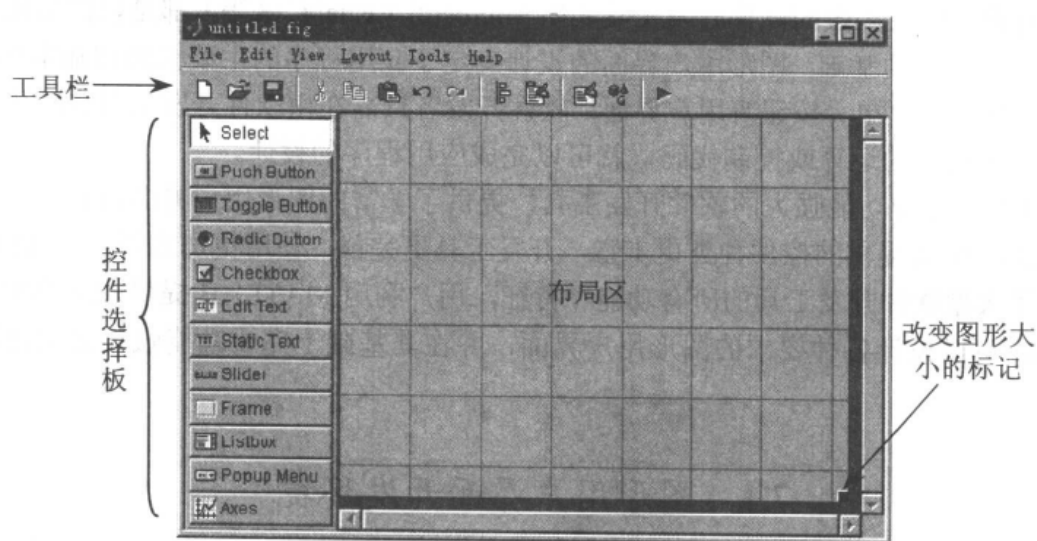 untitled.fig
File Edit View Layout Tools Help
工具栏
Select
Puch Button
Toggle Button
Radic Dutton
Checkbox
Edit Text
Static Text
Slider
Frame
Listbox
Popup Menu
Axes
控件选择板
布局区
改变图形大
小的标记